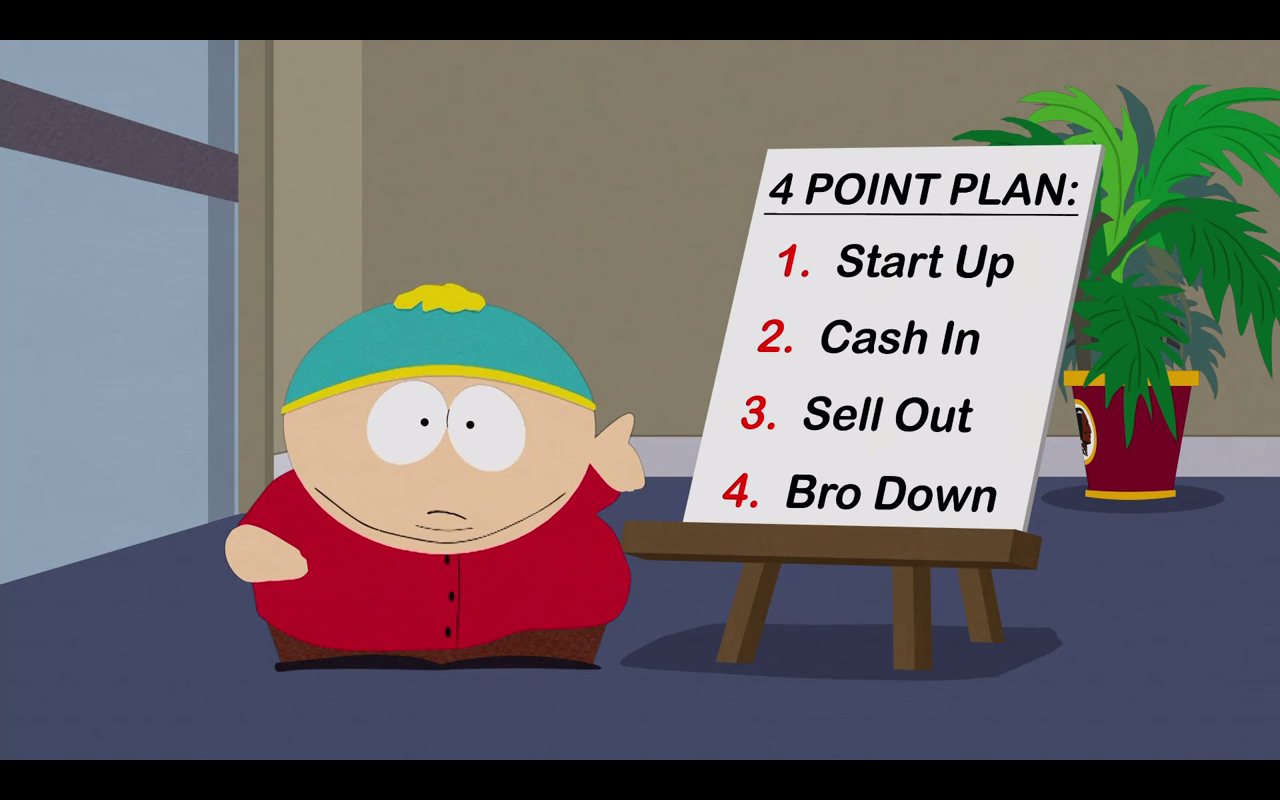 4 POINT PLAN:
1. Start Up
2. Cash In
3. Sell Out
4. Bro Down